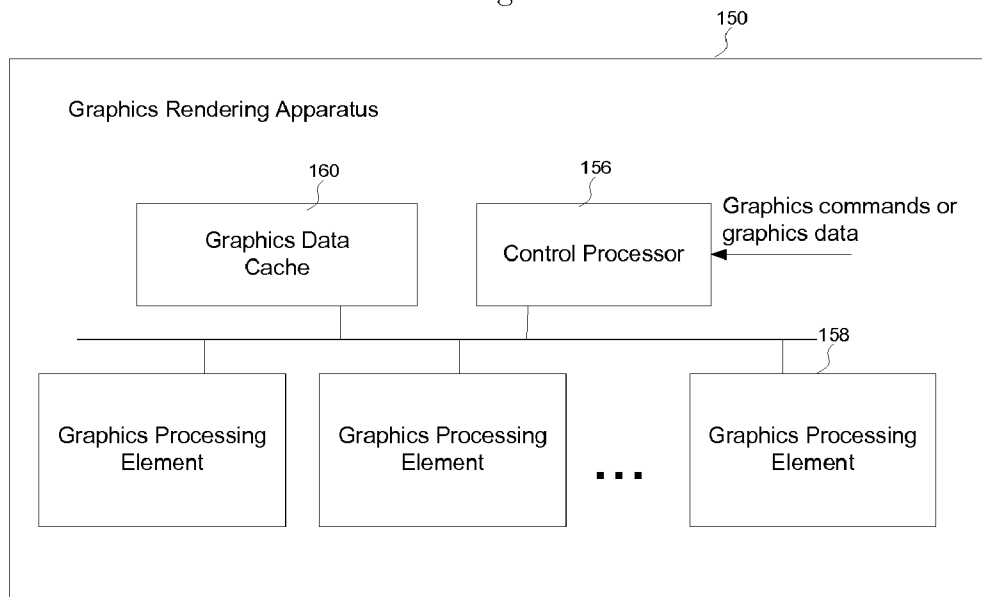 150
Graphics Rendering Apparatus
160
156
Graphics Data
Cache
Control Processor
Graphics commands or
graphics data
158
Graphics Processing
Element
Graphics Processing
Element
...
Graphics Processing
Element